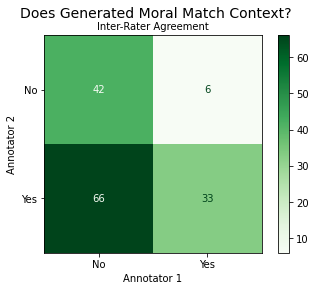 Does Generated Moral Match Context?
Inter-Rater Agreement
No
42
6
60
50
40
30
20
10
Annotator 2
Yes
66
33
No
Yes
Annotator 1